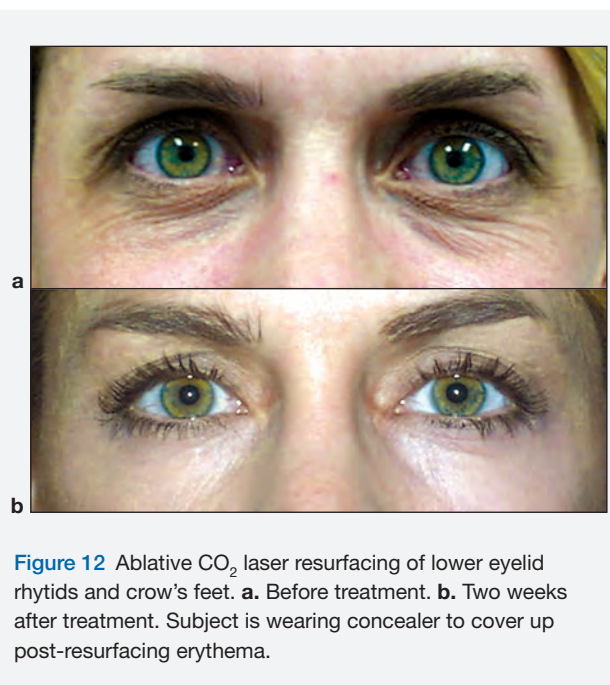 a
b
Figure 12 Ablative CO₂ laser resurfacing of lower eyelid
rhytids and crow's feet. a. Before treatment. b. Two weeks
after treatment. Subject is wearing concealer to cover up
post-resurfacing erythema.